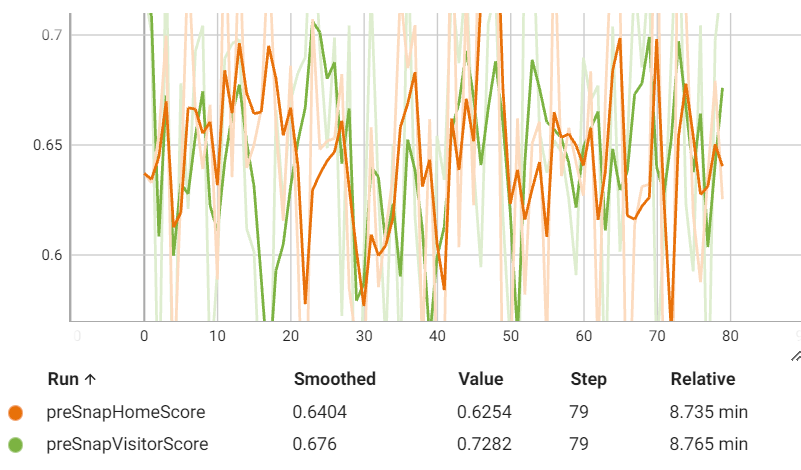 0.7
0.65
0.6
0 0 10 20 30 40 50 60 70 80 9
Run ↑ Smoothed Value Step Relative
preSnapHomeScore 0.6404 0.6254 79 8.735 min
preSnapVisitorScore 0.676 0.7282 79 8.765 min